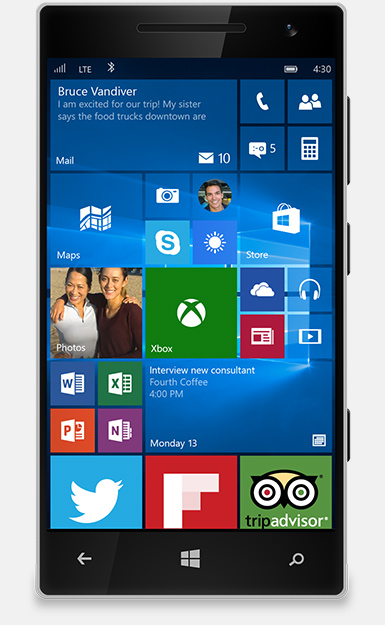 LTE 4:30
Bruce Vandiver
I am excited for our trip! My sister
says the food trucks downtown are
5
Mail 10
Maps
Store
Photos
Xbox
W X
P N
Interview new consultant
Fourth Coffee
4:00 PM
Monday 13
tripadvisor®